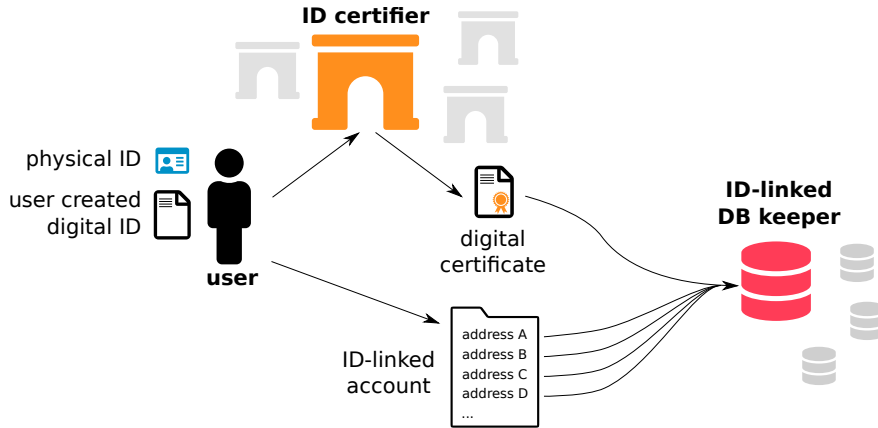 ID certifier
physical ID
user created
digital ID
user
digital
certificate
ID-linked
DB keeper
ID-linked
account
address A
address B
address C
address D
...